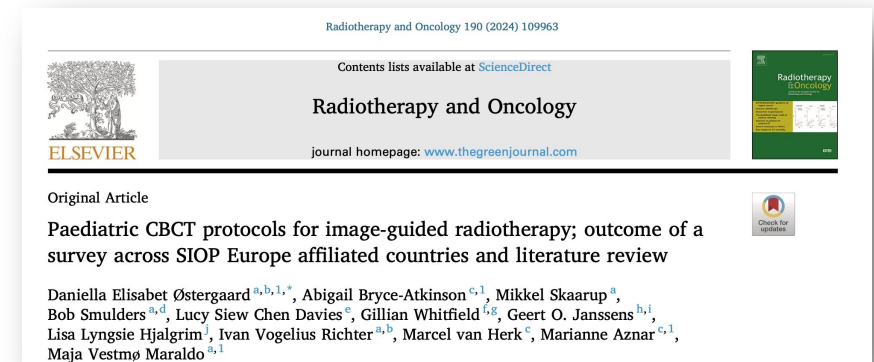 Radiotherapy and Oncology 190 (2024) 109963
Contents lists available at ScienceDirect
Radiotherapy and Oncology
journal homepage: www.thegreenjournal.com
ELSEVIER
Radiotherapy
&Oncology
Original Article
Check for
updates
Paediatric CBCT protocols for image-guided radiotherapy; outcome of a
survey across SIOP Europe affiliated countries and literature review
Daniella Elisabet Østergaard a,b,1,*, Abigail Bryce-Atkinson c,1, Mikkel Skaarup a,
Bob Smulders a,d, Lucy Siew Chen Davies e, Gillian Whitfield f,g, Geert O. Janssens h,i,
Lisa Lyngsie Hjalgrim j, Ivan Vogelius Richter a,b, Marcel van Herk c, Marianne Aznar c,1,
Maja Vestmø Maraldo a,1